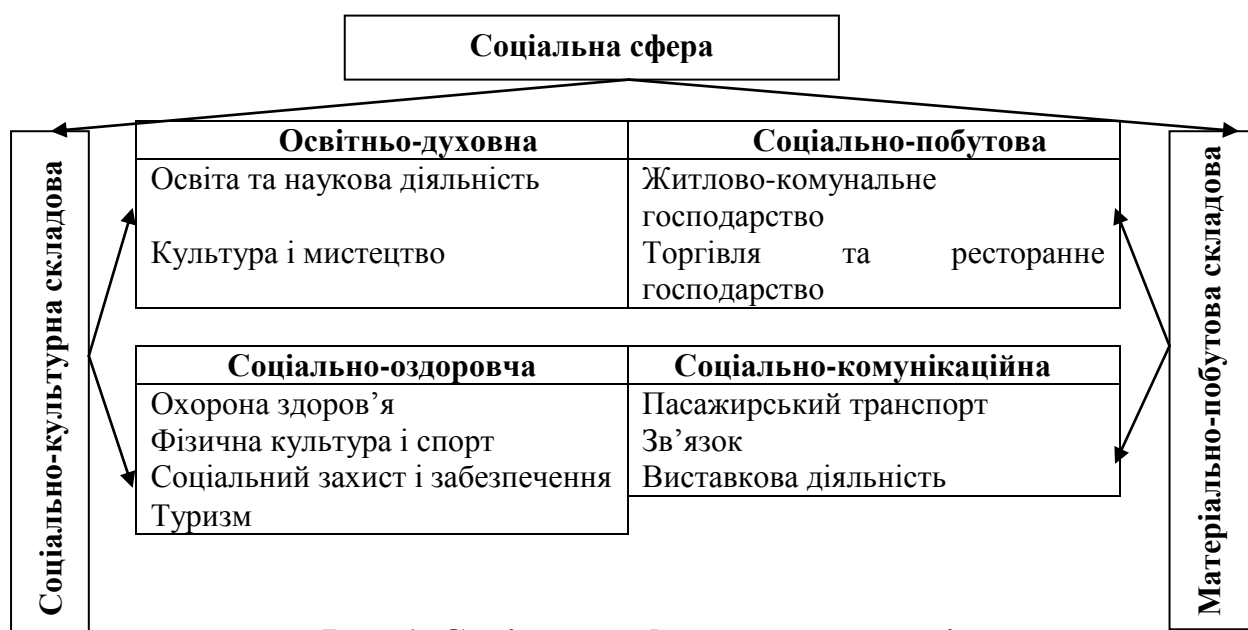 Соціальна сфера
Соціально-культурна складова
Освітньо-духовна
Освіта та наукова діяльність
Культура і мистецтво
Соціально-побутова
Житлово-комунальне
господарство
Торгівля та ресторанне
господарство
Соціально-оздоровча
Охорона здоров’я
Фізична культура і спорт
Соціальний захист і забезпечення
Туризм
Соціально-комунікаційна
Пасажирський транспорт
Зв’язок
Виставкова діяльність
Матеріально-побутова складова